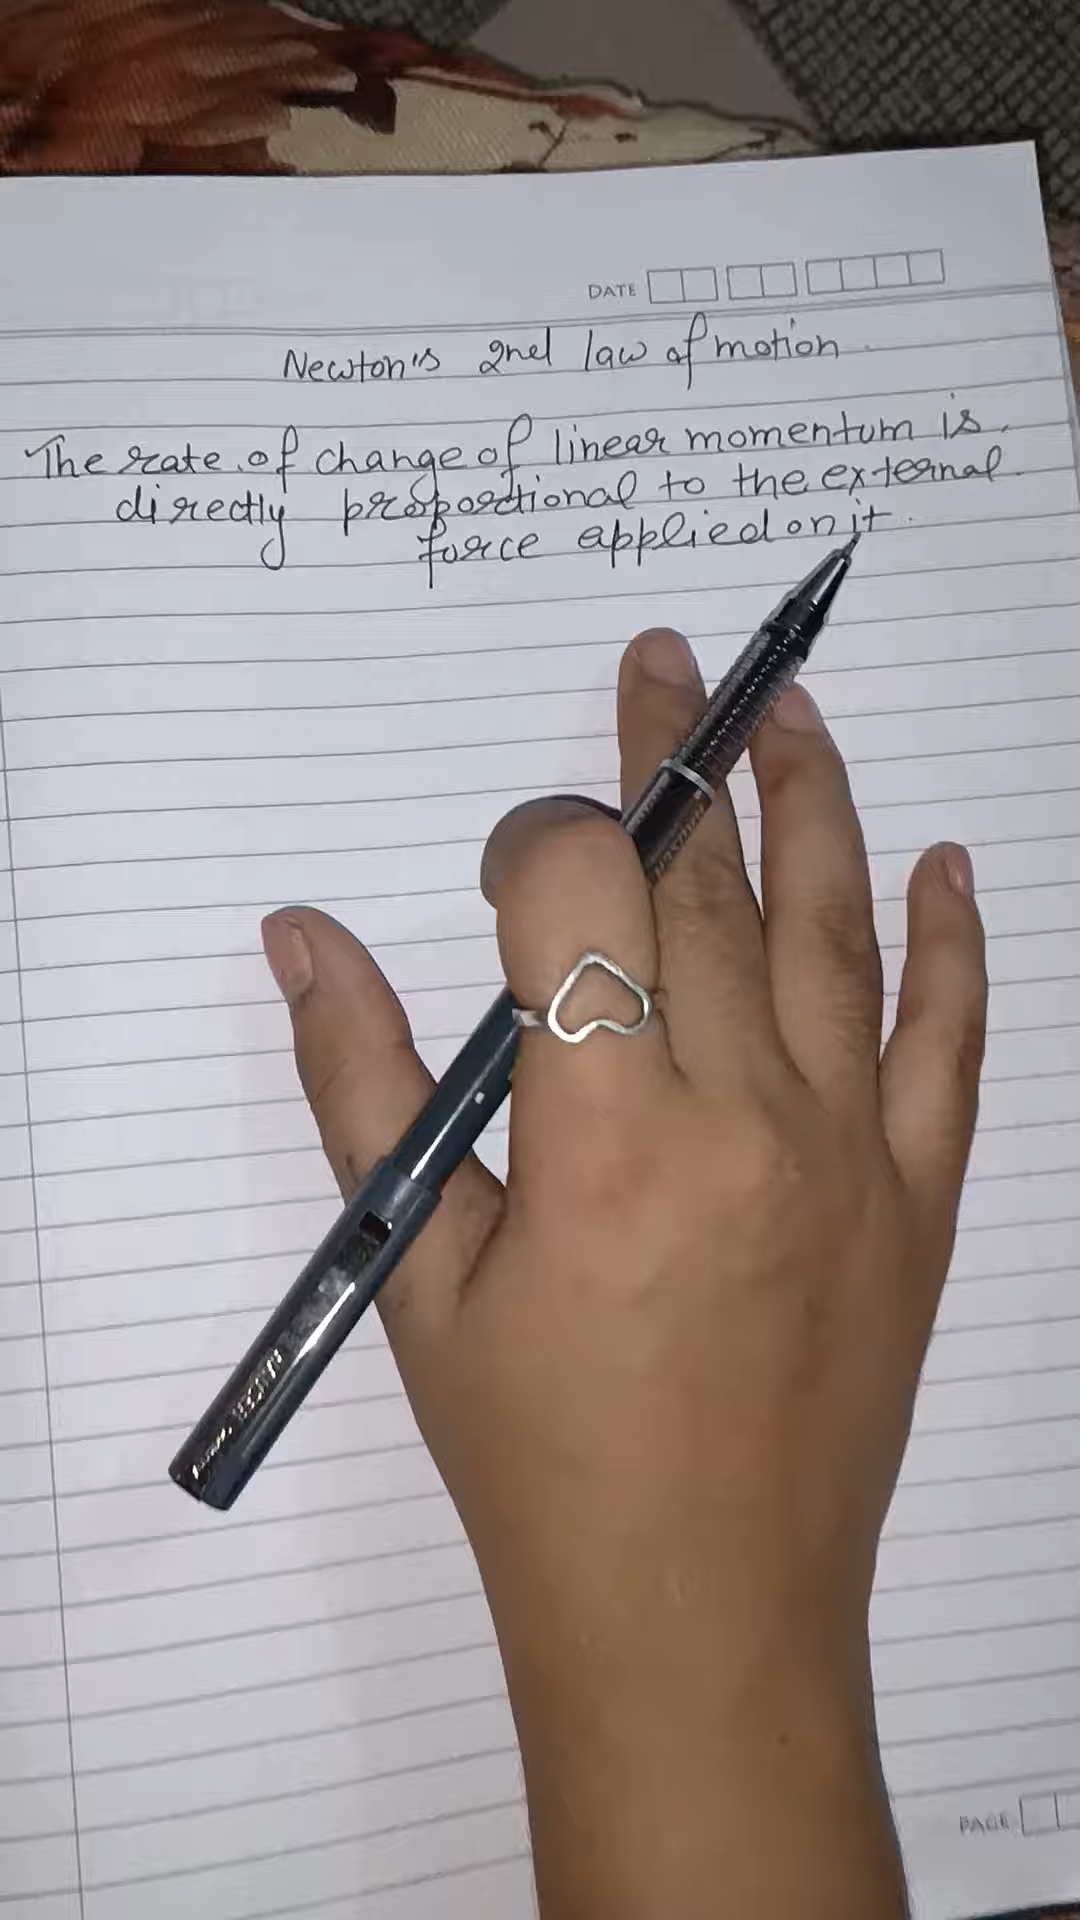 DATE
Newton's 2nd law of motion
The rate of change of linear momentum is
directly proportional to the external
force applied on it.
PAGE